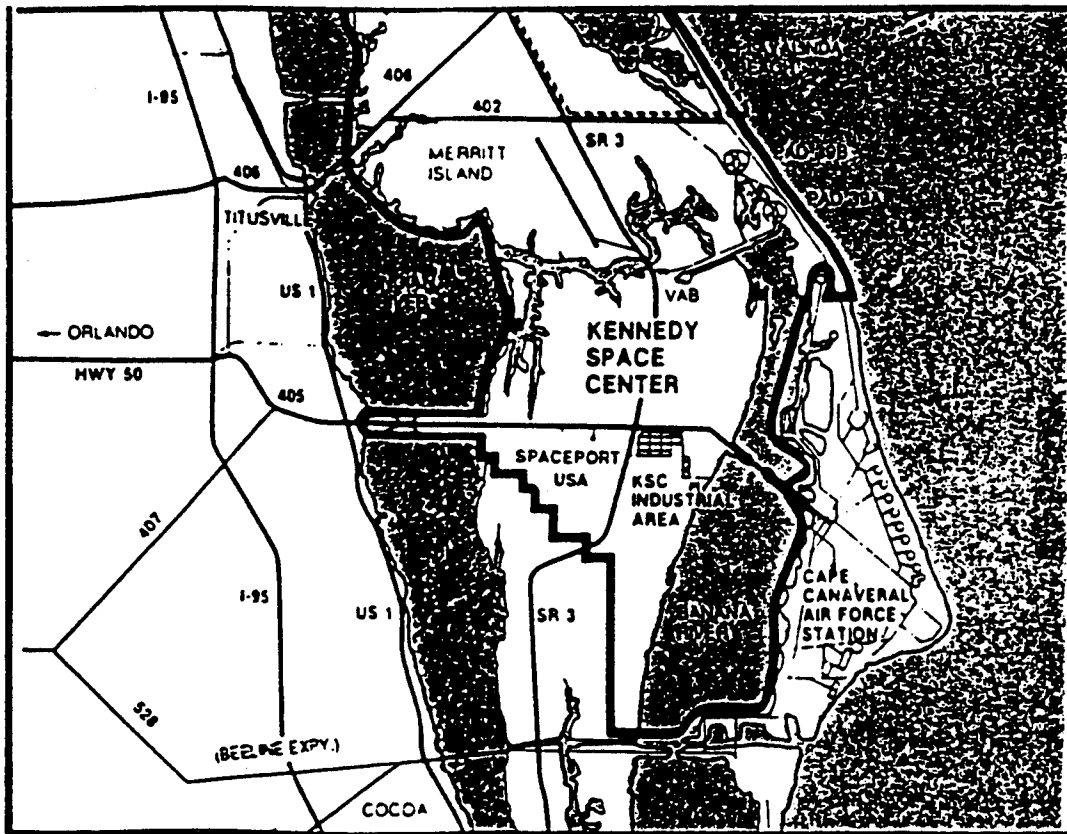 I-95
406
402
SR 3
MERRITT
ISLAND
406
TITUSVILLE
US 1
VAB
← ORLANDO
KENNEDY
SPACE
CENTER
HWY 50
405
SPACEPORT
USA
KSC
INDUSTRIAL
AREA
407
I-95
US 1
SR 3
BANANA
RIVER
CAPE
CANAVERAL
AIR FORCE
STATION
528
(BEELINE EXPY.)
COCOA